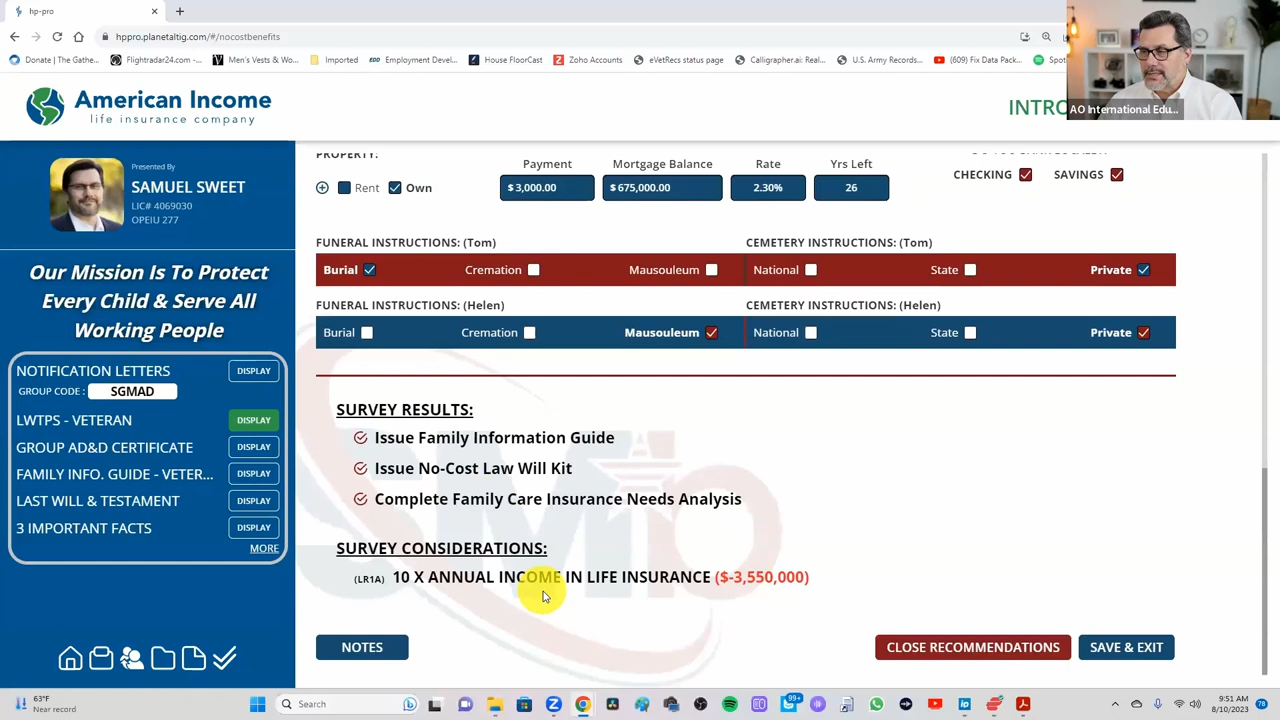 hp-pro
hppro.planetaltig.com/#/nocostbenefits
Donate | The Gathe...
Flightradar24.com -...
Men's Vests & Wo...
Imported
Employment Devel...
House FloorCast
Zoho Accounts
eVetRecs status page
Calligrapher.ai: Real...
U.S. Army Records...
(609) Fix Data Pack...
Spot
American Income
life insurance company
INTRO
AO International Edu...
Presented By
SAMUEL SWEET
LIC# 4069030
OPEIU 277
Our Mission Is To Protect
Every Child & Serve All
Working People
NOTIFICATION LETTERS
DISPLAY
GROUP CODE :
SGMAD
LWTPS - VETERAN
DISPLAY
GROUP AD&D CERTIFICATE
DISPLAY
FAMILY INFO. GUIDE - VETER...
DISPLAY
LAST WILL & TESTAMENT
DISPLAY
3 IMPORTANT FACTS
DISPLAY
MORE
PROPERTY:
Payment
Mortgage Balance
Rate
Yrs Left
Rent
Own
$ 3,000.00
$ 675,000.00
2.30%
26
CHECKING
SAVINGS
FUNERAL INSTRUCTIONS: (Tom)
CEMETERY INSTRUCTIONS: (Tom)
Burial
Cremation
Mausoleum
National
State
Private
FUNERAL INSTRUCTIONS: (Helen)
CEMETERY INSTRUCTIONS: (Helen)
Burial
Cremation
Mausoleum
National
State
Private
SURVEY RESULTS:
Issue Family Information Guide
Issue No-Cost Law Will Kit
Complete Family Care Insurance Needs Analysis
SURVEY CONSIDERATIONS:
(LR1A) 10 X ANNUAL INCOME IN LIFE INSURANCE ($-3,550,000)
NOTES
CLOSE RECOMMENDATIONS
SAVE & EXIT
63°F
Near record
Search
99+
9:51 AM
8/10/2023
78